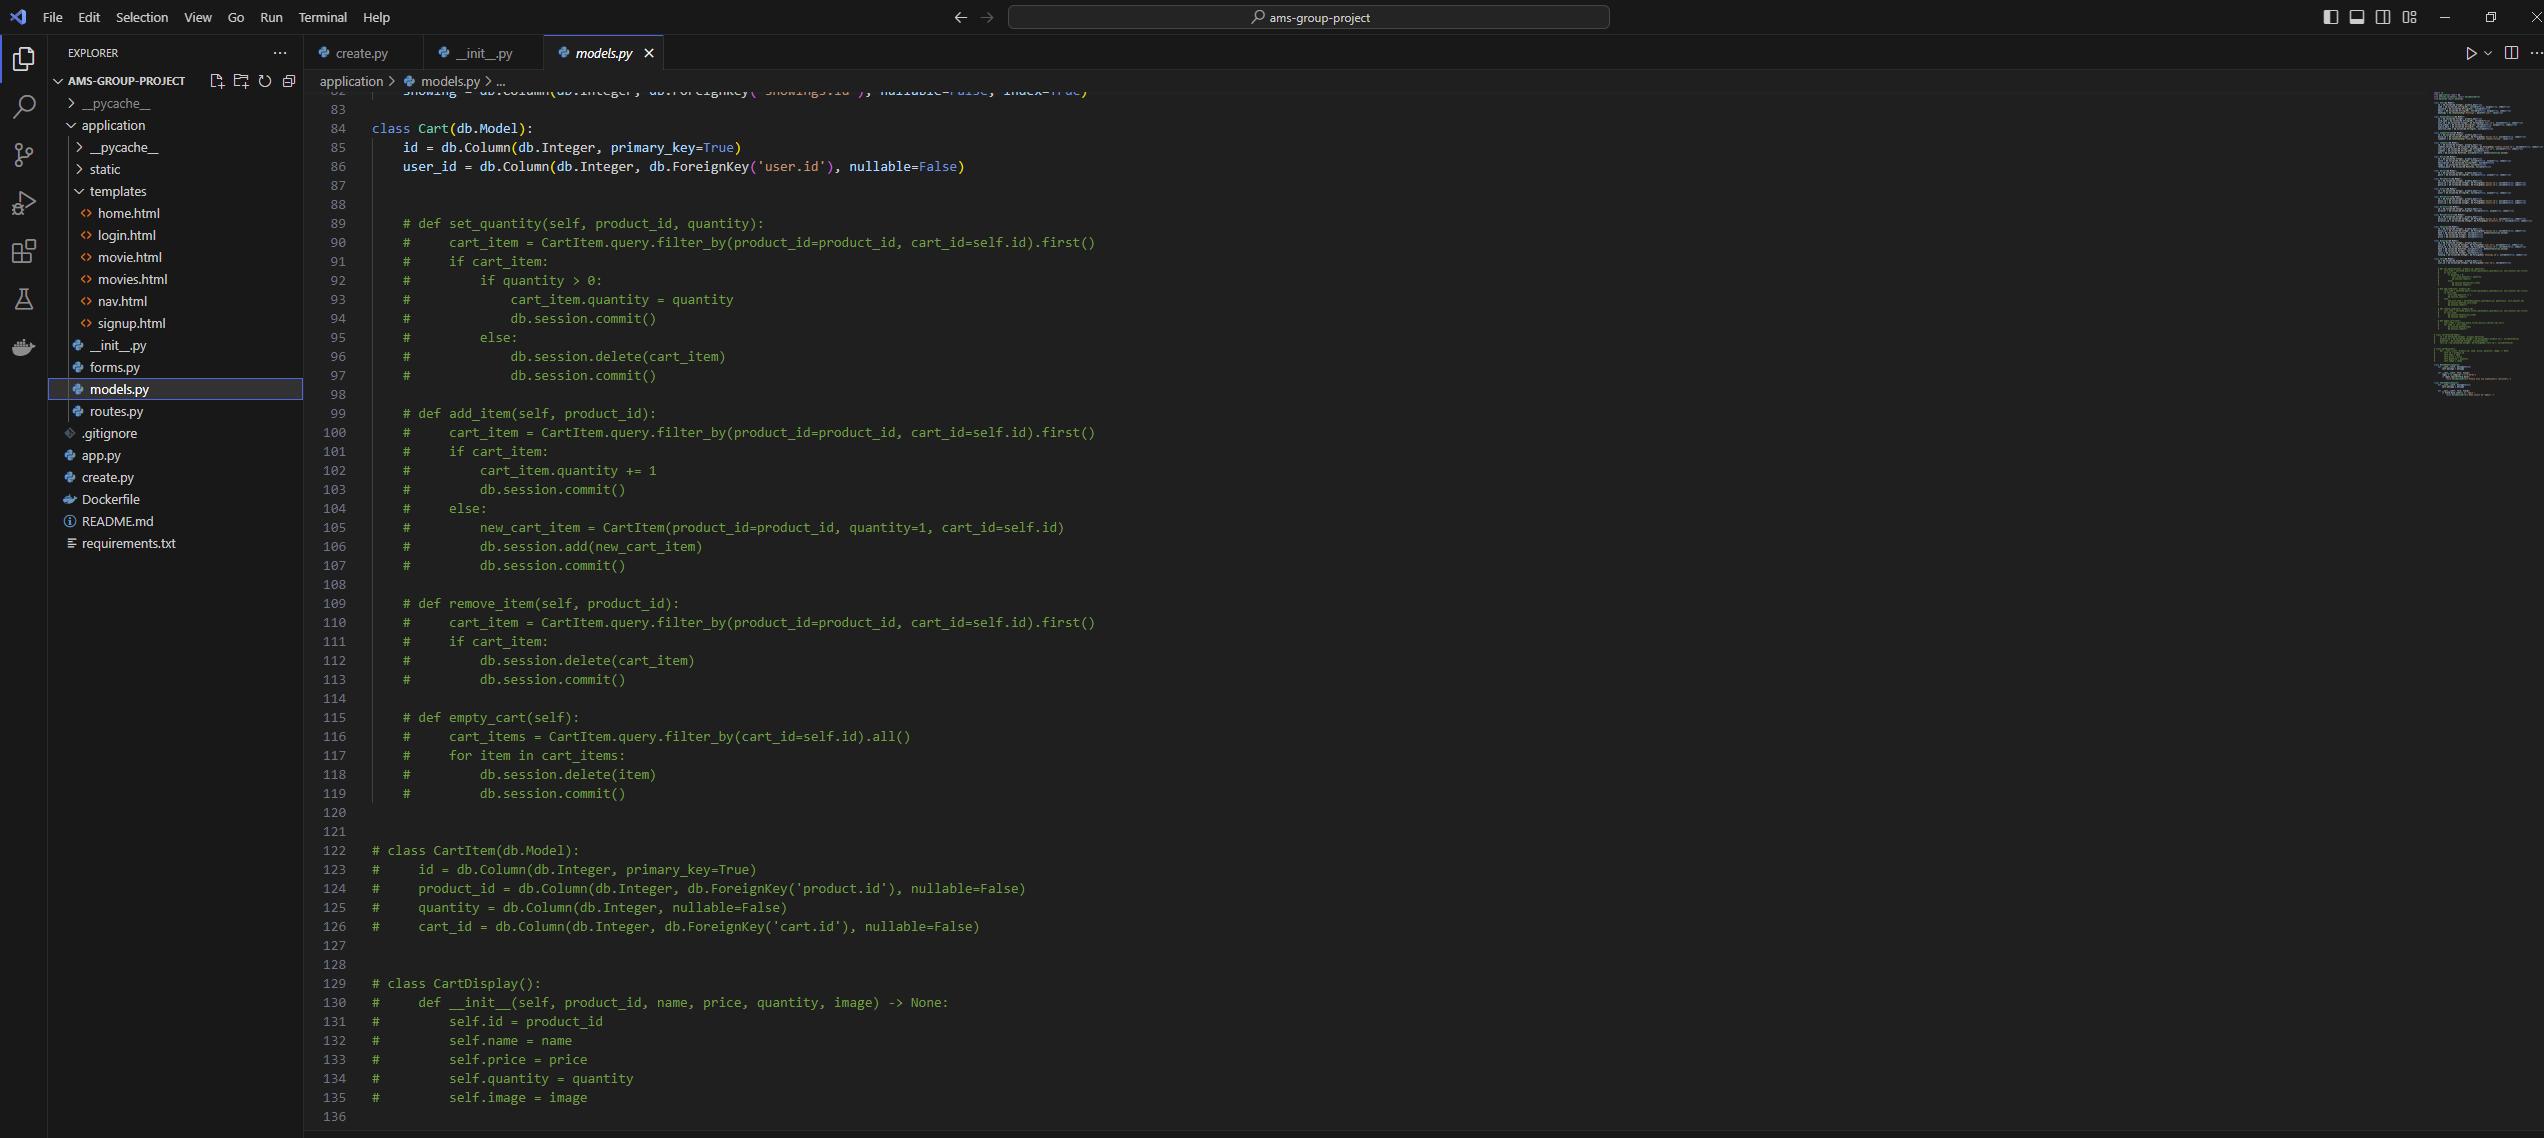 File Edit Selection View Go Run Terminal Help
ams-group-project
EXPLORER
AMS-GROUP-PROJECT
__pycache__
application
__pycache__
static
templates
home.html
login.html
movie.html
movies.html
nav.html
signup.html
__init__.py
forms.py
models.py
routes.py
.gitignore
app.py
create.py
Dockerfile
README.md
requirements.txt
create.py __init__.py models.py
application > models.py > ...
82 showing = db.Column(db.Integer, db.ForeignKey('showings.id'), nullable=False, index=True)
83
84 class Cart(db.Model):
85 id = db.Column(db.Integer, primary_key=True)
86 user_id = db.Column(db.Integer, db.ForeignKey('user.id'), nullable=False)
87
88
89 # def set_quantity(self, product_id, quantity):
90 # cart_item = CartItem.query.filter_by(product_id=product_id, cart_id=self.id).first()
91 # if cart_item:
92 # if quantity > 0:
93 # cart_item.quantity = quantity
94 # db.session.commit()
95 # else:
96 # db.session.delete(cart_item)
97 # db.session.commit()
98
99 # def add_item(self, product_id):
100 # cart_item = CartItem.query.filter_by(product_id=product_id, cart_id=self.id).first()
101 # if cart_item:
102 # cart_item.quantity += 1
103 # db.session.commit()
104 # else:
105 # new_cart_item = CartItem(product_id=product_id, quantity=1, cart_id=self.id)
106 # db.session.add(new_cart_item)
107 # db.session.commit()
108
109 # def remove_item(self, product_id):
110 # cart_item = CartItem.query.filter_by(product_id=product_id, cart_id=self.id).first()
111 # if cart_item:
112 # db.session.delete(cart_item)
113 # db.session.commit()
114
115 # def empty_cart(self):
116 # cart_items = CartItem.query.filter_by(cart_id=self.id).all()
117 # for item in cart_items:
118 # db.session.delete(item)
119 # db.session.commit()
120
121
122 # class CartItem(db.Model):
123 # id = db.Column(db.Integer, primary_key=True)
124 # product_id = db.Column(db.Integer, db.ForeignKey('product.id'), nullable=False)
125 # quantity = db.Column(db.Integer, nullable=False)
126 # cart_id = db.Column(db.Integer, db.ForeignKey('cart.id'), nullable=False)
127
128
129 # class CartDisplay():
130 # def __init__(self, product_id, name, price, quantity, image) -> None:
131 # self.id = product_id
132 # self.name = name
133 # self.price = price
134 # self.quantity = quantity
135 # self.image = image
136